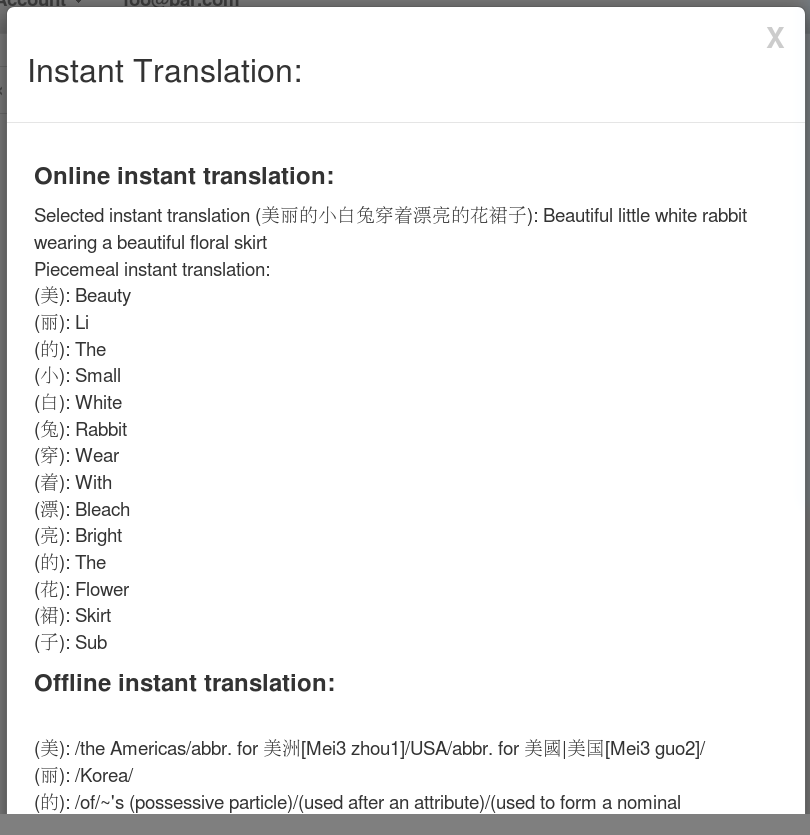 Account
foo@bar.com
X
Instant Translation:
Online instant translation:
Selected instant translation (美丽的小白兔穿着漂亮的花裙子): Beautiful little white rabbit
wearing a beautiful floral skirt
Piecemeal instant translation:
(美): Beauty
(丽): Li
(的): The
(小): Small
(白): White
(兔): Rabbit
(穿): Wear
(着): With
(漂): Bleach
(亮): Bright
(的): The
(花): Flower
(裙): Skirt
(子): Sub
Offline instant translation:
(美): /the Americas/abbr. for 美洲[Mei3 zhou1]/USA/abbr. for 美國|美国[Mei3 guo2]/
(丽): /Korea/
(的): /of/~'s (possessive particle)/(used after an attribute)/(used to form a nominal